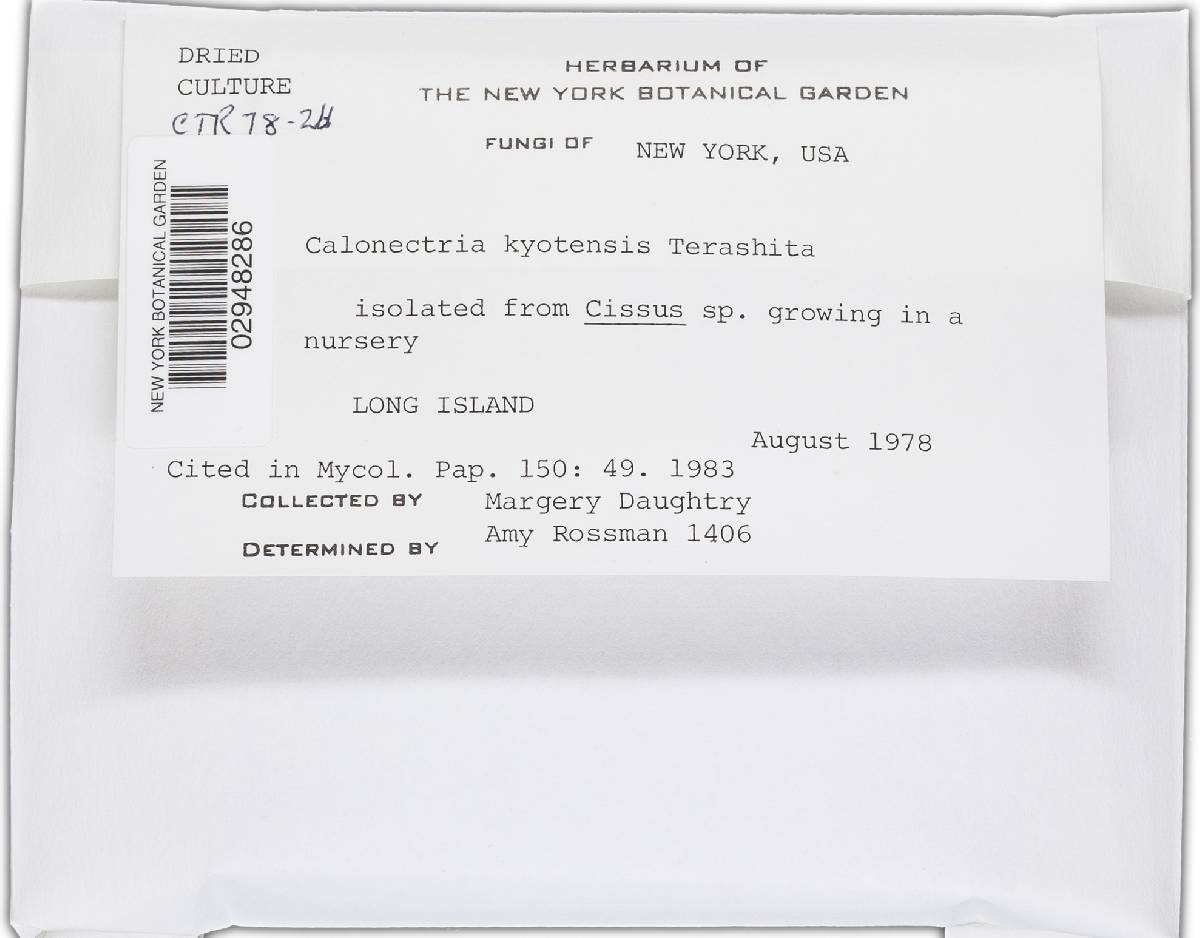 DRIED
CULTURE
HERBARIUM OF
THE NEW YORK BOTANICAL GARDEN
FUNGI OF NEW YORK, USA
NEW YORK BOTANICAL GARDEN
02948286
Calonectria kyotensis Terashita
isolated from Cissus sp. growing in a
nursery
LONG ISLAND
August 1978
Cited in Mycol. Pap. 150: 49. 1983
COLLECTED BY Margery Daughtry
DETERMINED BY Amy Rossman 1406